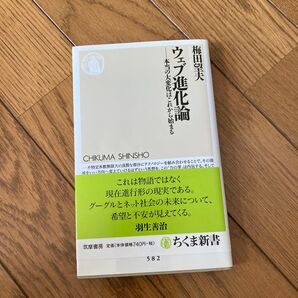 梅田望夫
ウェブ進化論
本当の大変化はこれから始まる
CHIKUMA SHINSHO
これは物語ではなく
現在進行形の現実である。
グーグルとネット社会の未来について、
希望と不安が見えてくる。
羽生善治
筑摩書房
定価(本体価格740円+税)
ちくま新書
582